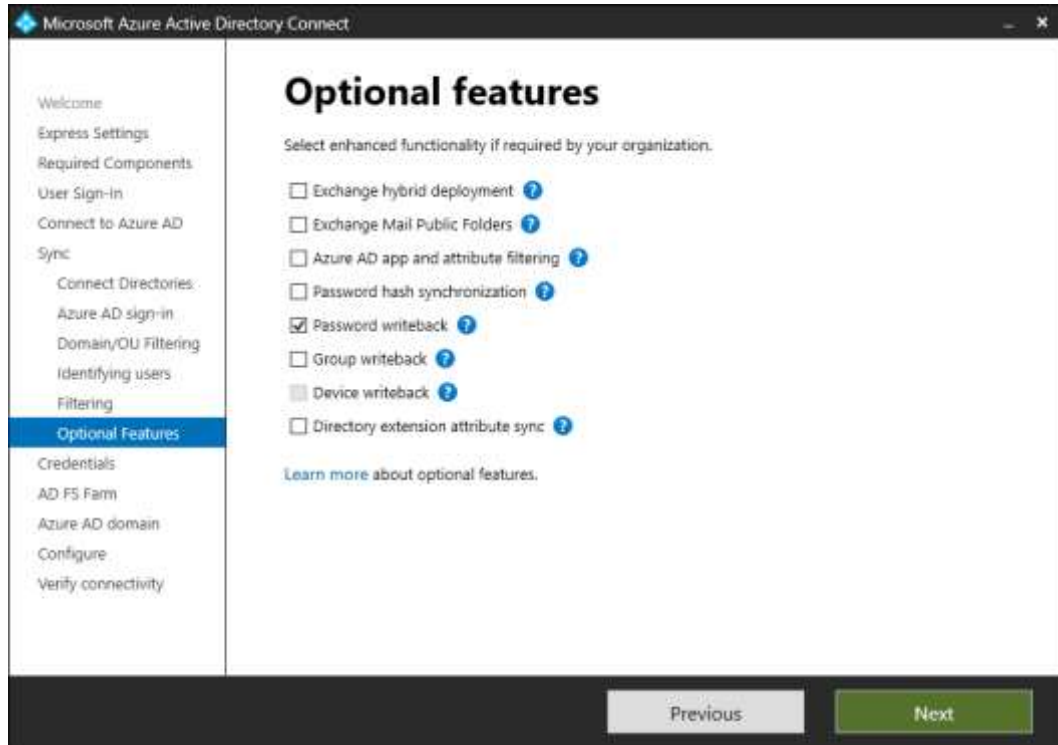 Microsoft Azure Active Directory Connect
Welcome
Express Settings
Required Components
User Sign-In
Connect to Azure AD
Sync
Connect Directories
Azure AD sign-in
Domain/OU Filtering
Identifying users
Filtering
Optional Features
Credentials
AD FS Farm
Azure AD domain
Configure
Verify connectivity
Optional features
Select enhanced functionality if required by your organization.
Exchange hybrid deployment ?
Exchange Mail Public Folders ?
Azure AD app and attribute filtering ?
Password hash synchronization ?
Password writeback ?
Group writeback ?
Device writeback ?
Directory extension attribute sync ?
Learn more about optional features.
Previous
Next